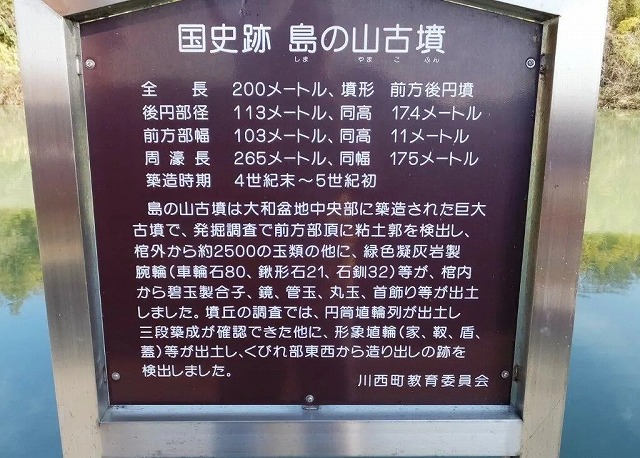 国史跡 島の山古墳
しま やま こ ふん
全長 200メートル、墳形 前方後円墳
後円部径 113メートル、同高 17.4メートル
前方部幅 103メートル、同高 11メートル
周濠長 265メートル、同幅 175メートル
築造時期 4世紀末〜5世紀初
島の山古墳は大和盆地中央部に築造された巨大
古墳で、発掘調査で前方部頂に粘土郭を検出し、
棺外から約2500の玉類の他に、緑色凝灰岩製
腕輪(車輪石80、鍬形石21、石釧32)等が、棺内
から碧玉製合子、鏡、管玉、丸玉、首飾り等が出土
しました。墳丘の調査では、円筒埴輪列が出土し
三段築成が確認できた他に、形象埴輪(家、靫、盾、
蓋)等が出土し、くびれ部東西から造り出しの跡を
検出しました。
川西町教育委員会